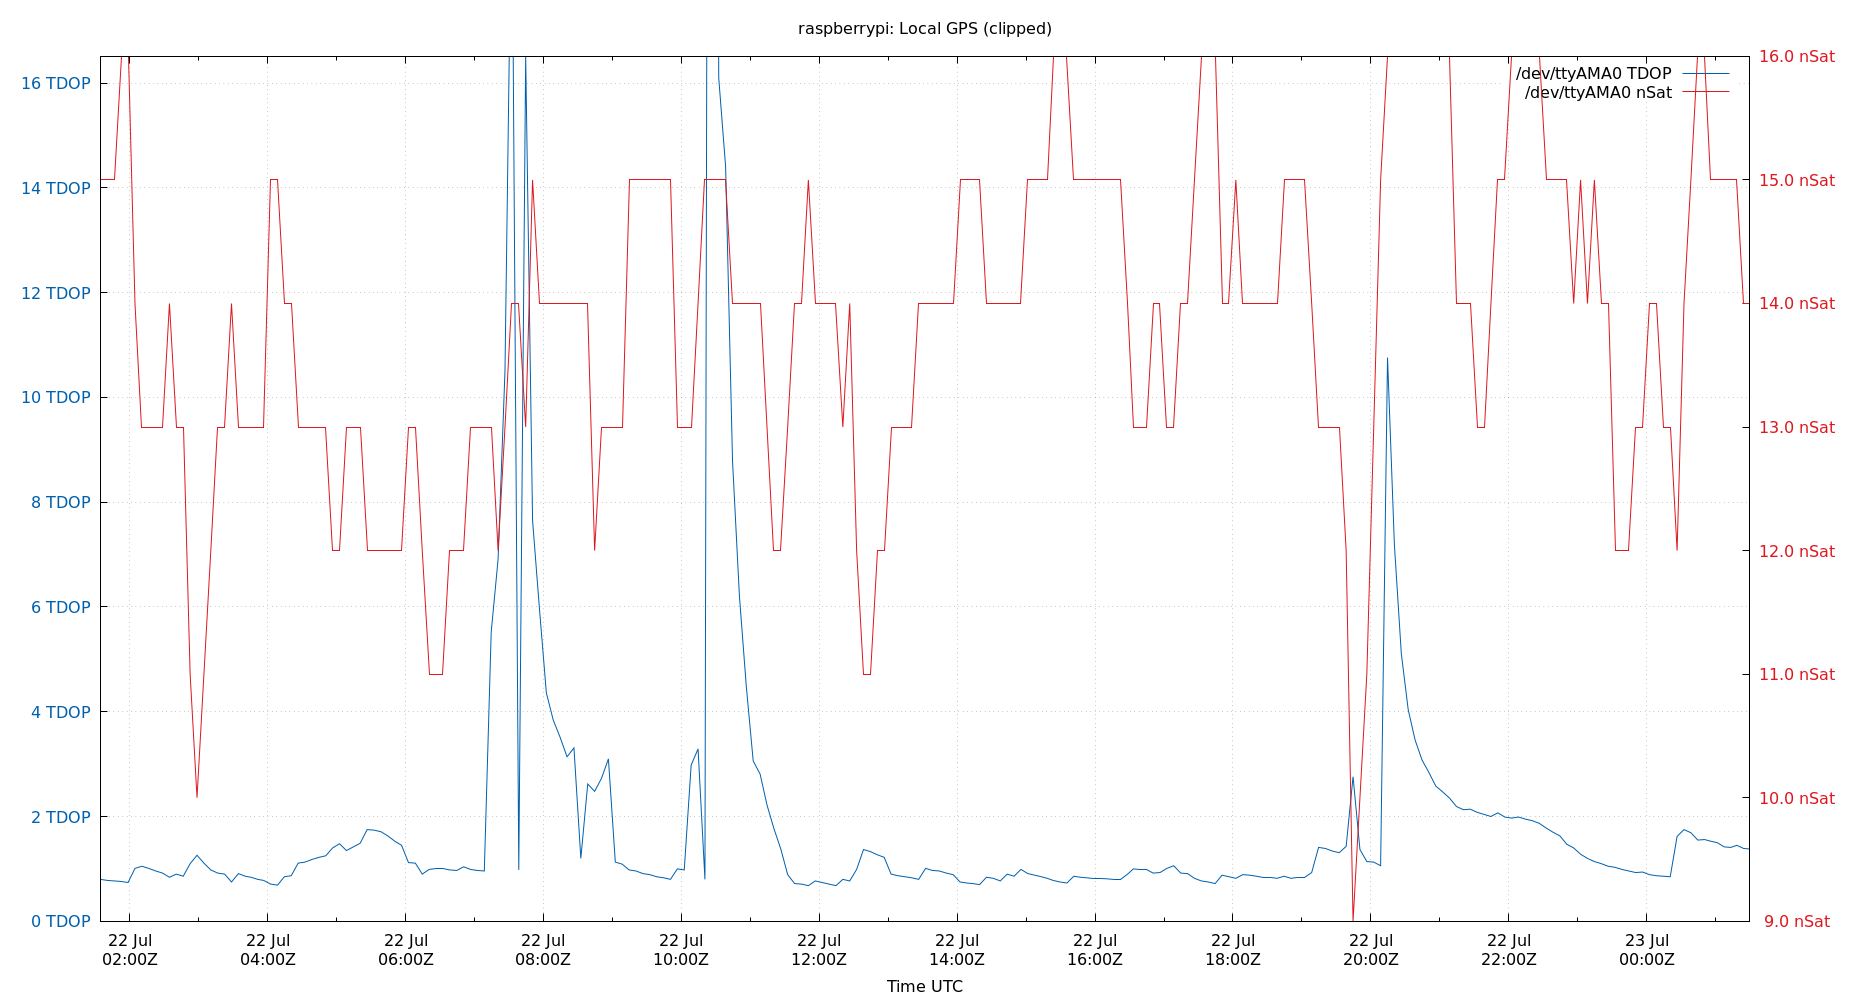 raspberrypi: Local GPS (clipped)
/dev/ttyAMA0 TDOP
/dev/ttyAMA0 nSat
16 TDOP
14 TDOP
12 TDOP
10 TDOP
8 TDOP
6 TDOP
4 TDOP
2 TDOP
0 TDOP
16.0 nSat
15.0 nSat
14.0 nSat
13.0 nSat
12.0 nSat
11.0 nSat
10.0 nSat
9.0 nSat
22 Jul
02:00Z
22 Jul
04:00Z
22 Jul
06:00Z
22 Jul
08:00Z
22 Jul
10:00Z
22 Jul
12:00Z
22 Jul
14:00Z
22 Jul
16:00Z
22 Jul
18:00Z
22 Jul
20:00Z
22 Jul
22:00Z
23 Jul
00:00Z
Time UTC